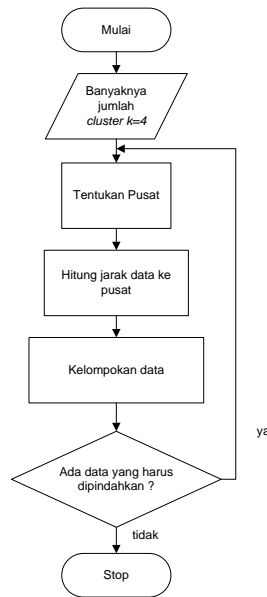 Mulai
Banyaknya
jumlah
cluster k=4
Tentukan Pusat
Hitung jarak data ke
pusat
Kelompokan data
Ada data yang harus
dipindahkan ?
ya
tidak
Stop